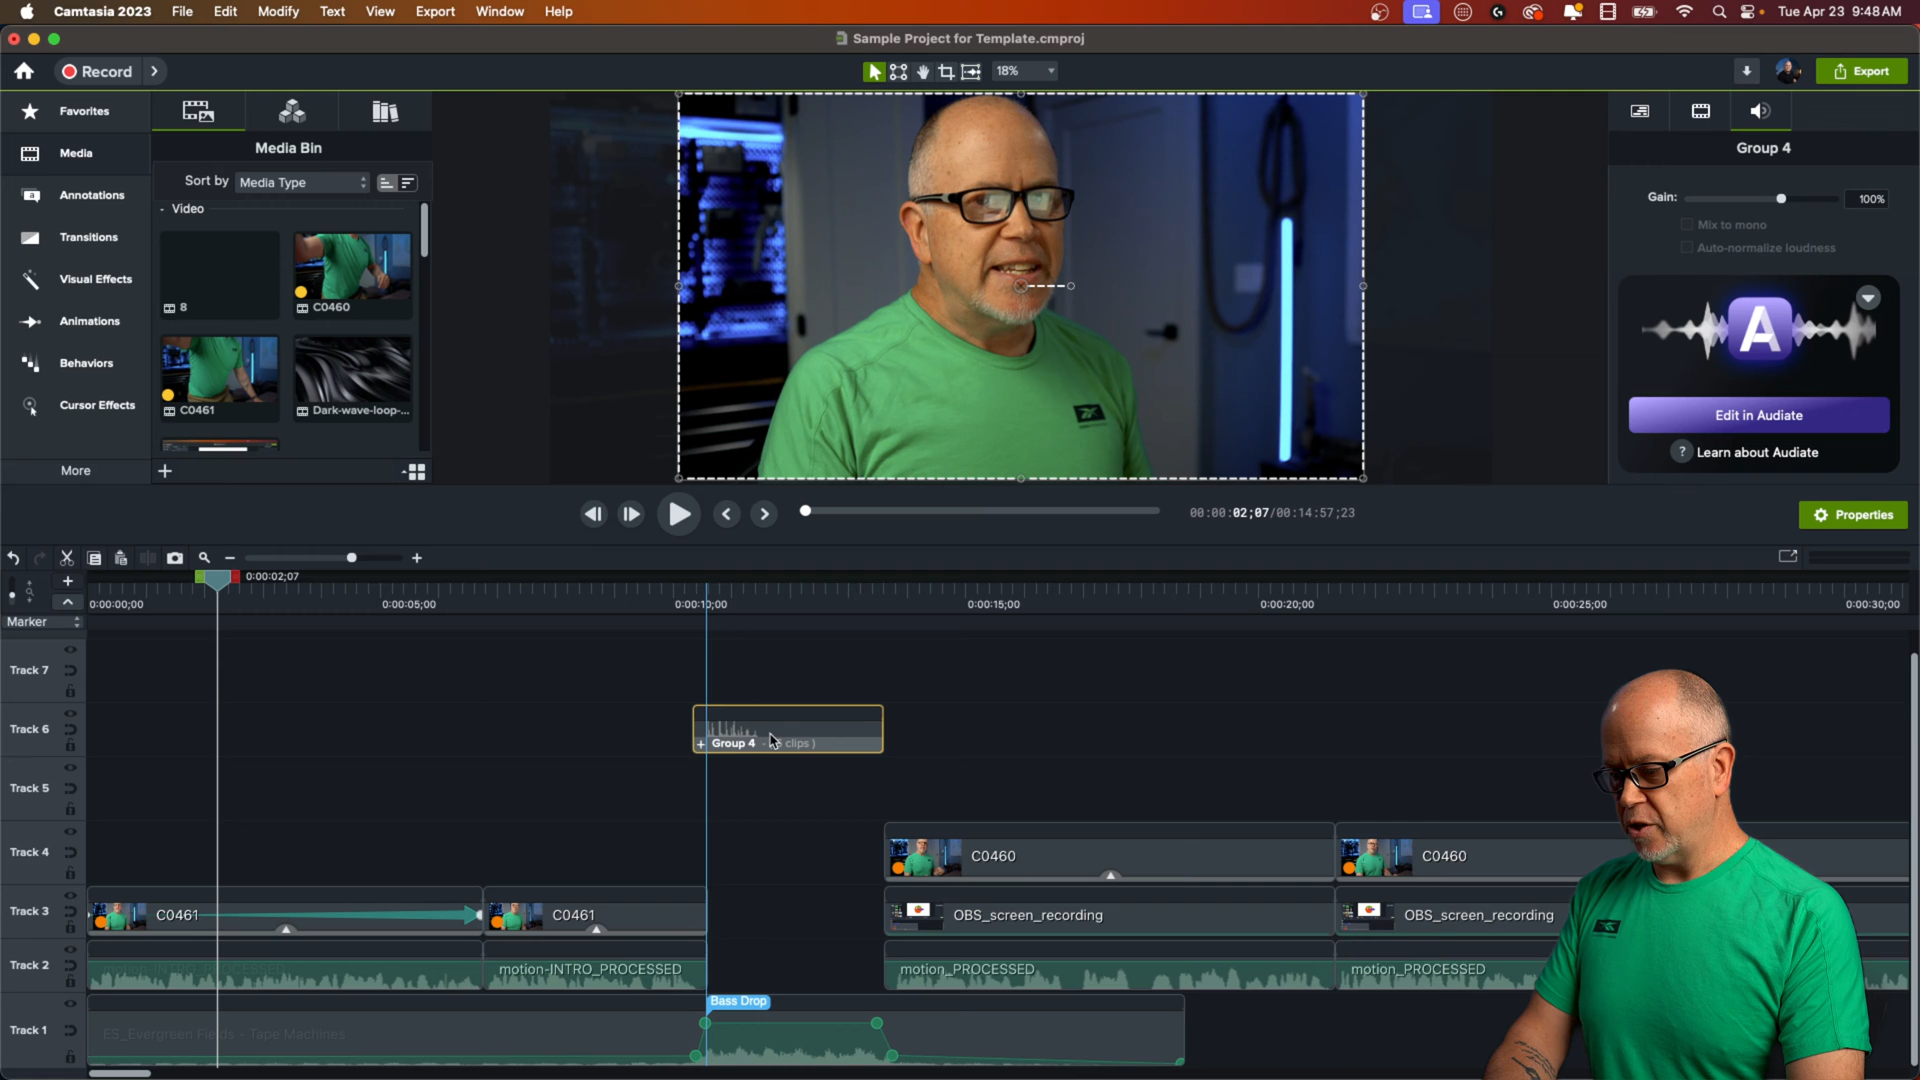 Camtasia 2023 File Edit Modify Text View Export Window Help
Tue Apr 23 9:48 AM
Sample Project for Template.cmproj
Record
18%
Export
Favorites
Media
Annotations
Transitions
Visual Effects
Animations
Behaviors
Cursor Effects
More
Media Bin
Sort by Media Type
Video
8
C0460
C0461
Dark-wave-loop-...
Group 4
Gain: 100%
Mix to mono
Auto-normalize loudness
A
Edit in Audiate
? Learn about Audiate
00:00:02;07/00:14:57;23
Properties
0:00:02;07
0:00:00;00 0:00:05;00 0:00:10;00 0:00:15;00 0:00:20;00 0:00:25;00 0:00:30;00
Marker
Track 7
Track 6
+ Group 4 clips )
Track 5
Track 4
C0460
C0460
Track 3
C0461
C0461
OBS_screen_recording
OBS_screen_recording
Track 2
motion-INTRO_PROCESSED
motion_PROCESSED
motion_PROCESSED
Bass Drop
Track 1
ES_Evergreen Fields - Tape Machines